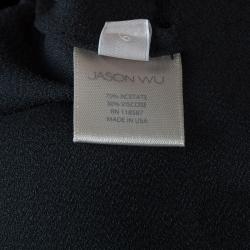 JASON WU
70% ACETATE
30% VISCOSE
RN 118587
MADE IN USA